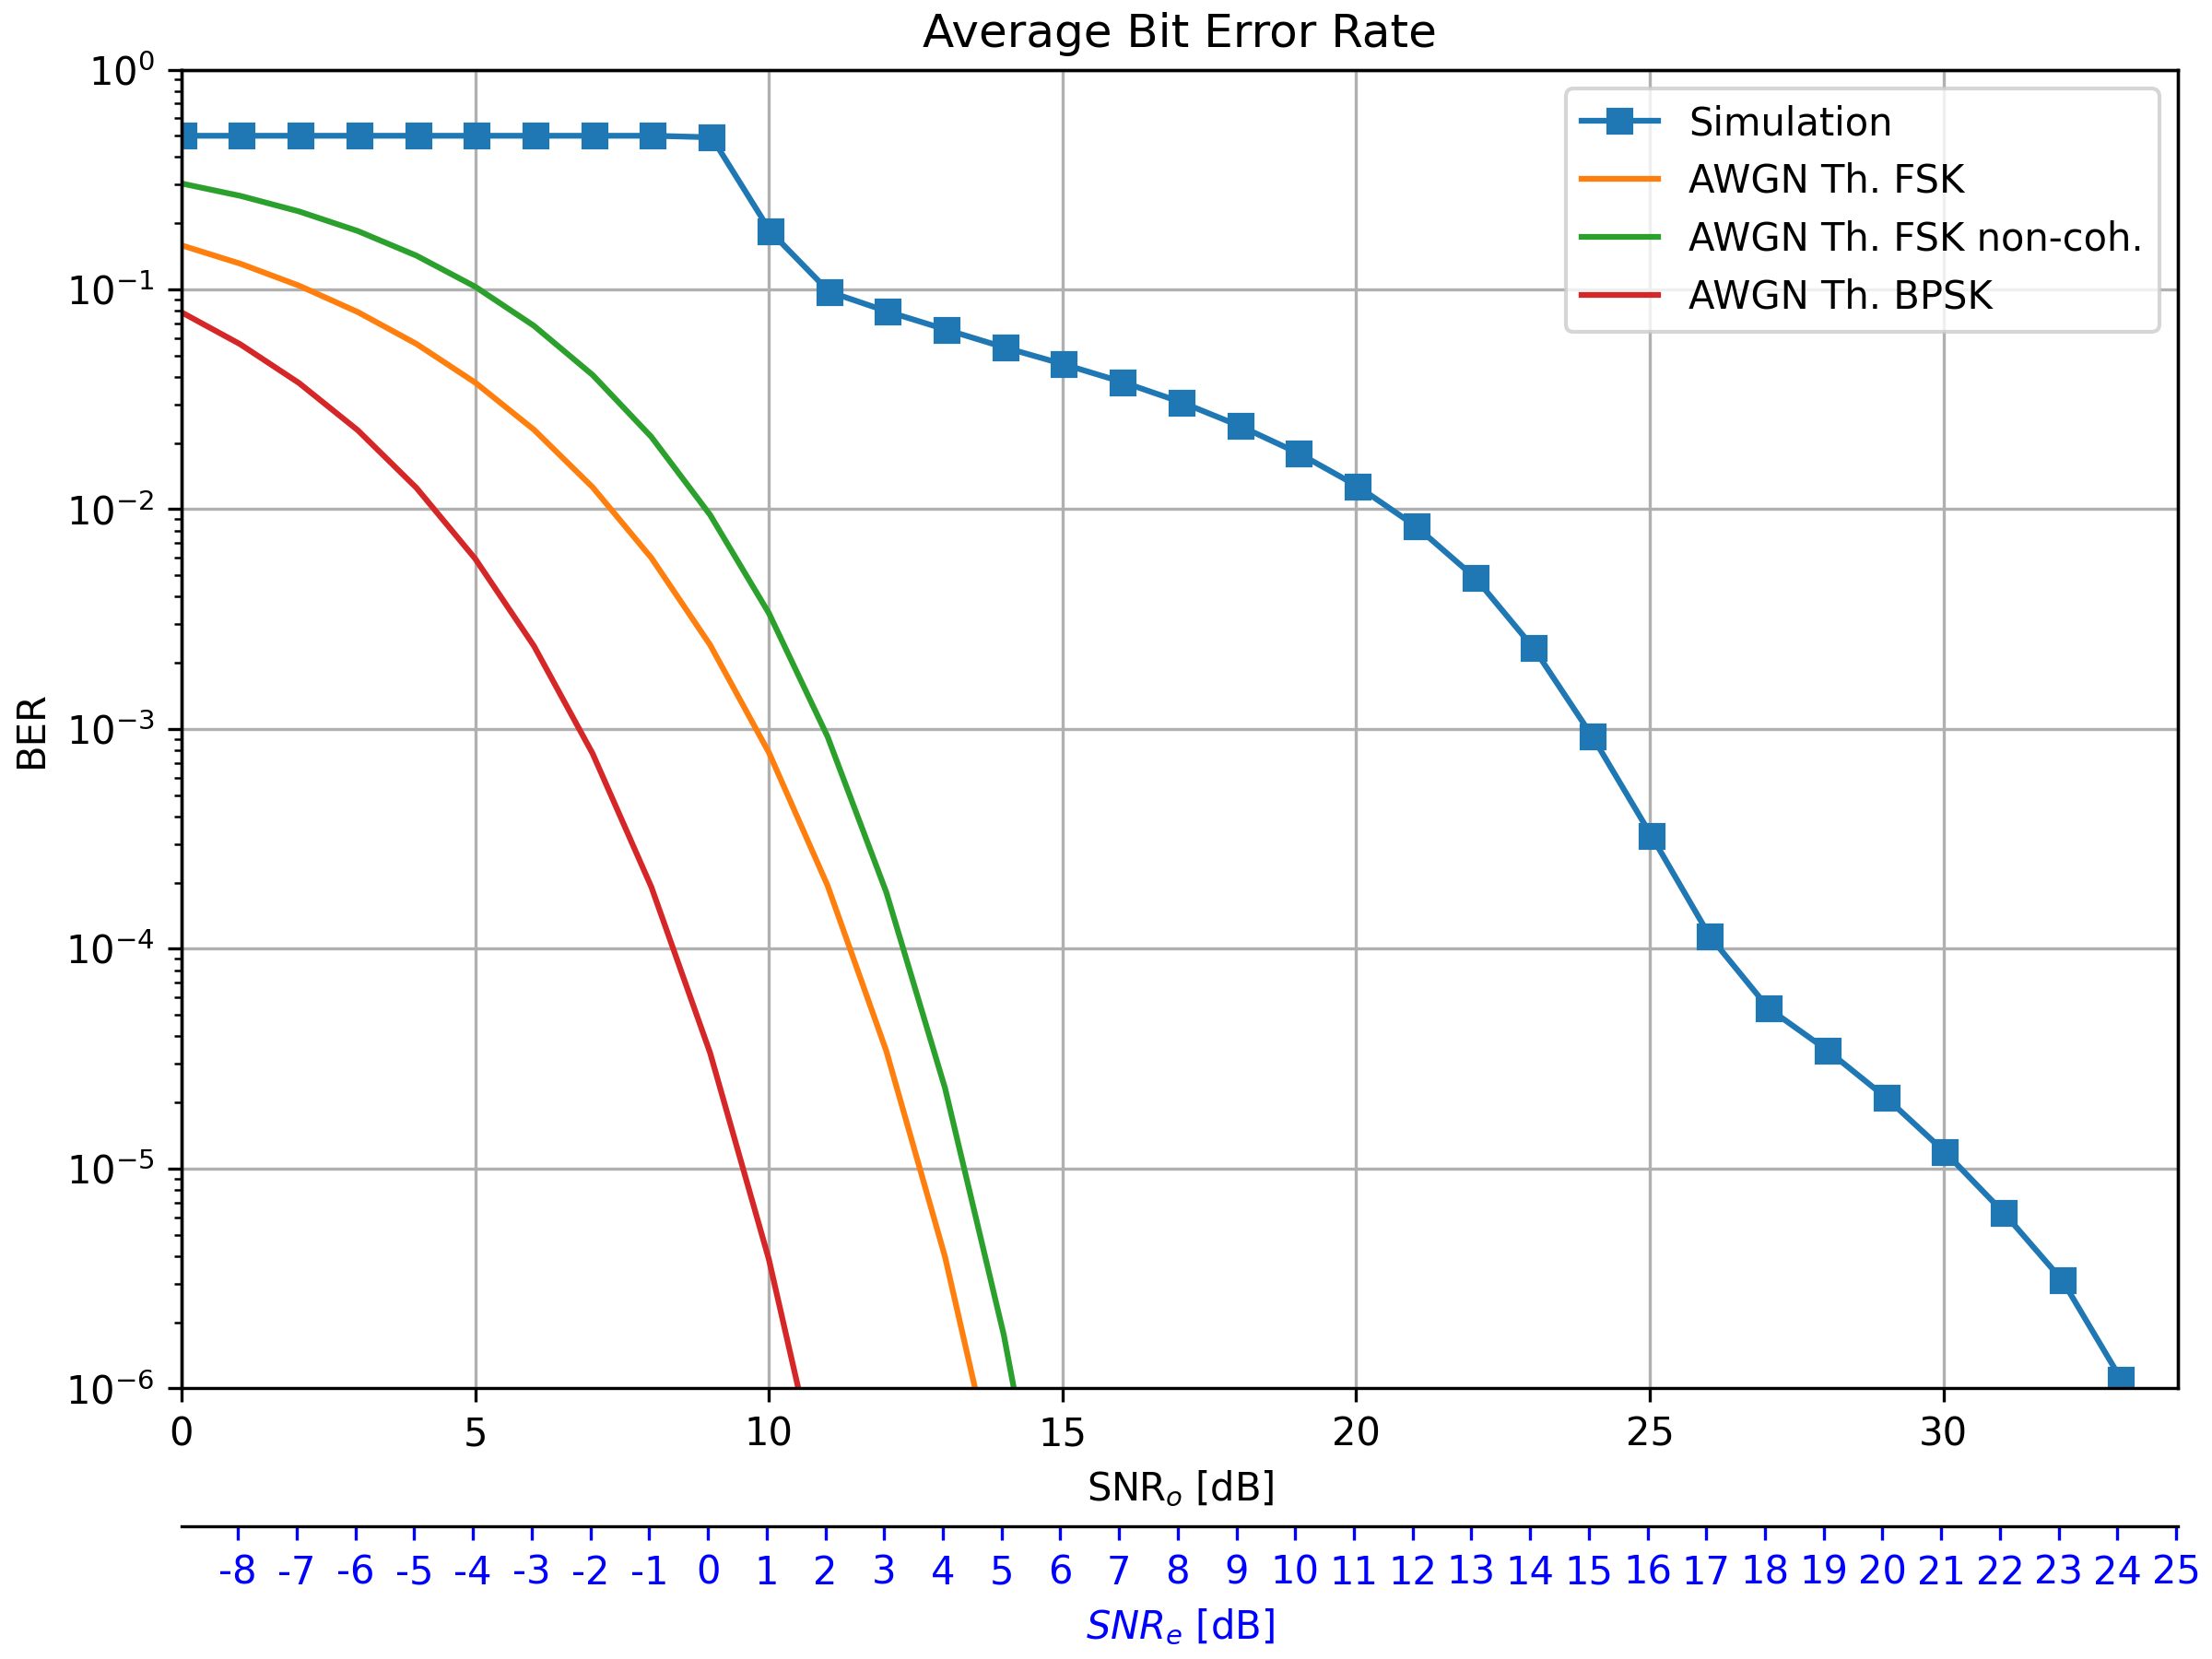 Average Bit Error Rate
10⁰
10⁻¹
10⁻²
10⁻³
10⁻⁴
10⁻⁵
10⁻⁶
BER
Simulation
AWGN Th. FSK
AWGN Th. FSK non-coh.
AWGN Th. BPSK
0 5 10 15 20 25 30
SNRₒ [dB]
-8 -7 -6 -5 -4 -3 -2 -1 0 1 2 3 4 5 6 7 8 9 10 11 12 13 14 15 16 17 18 19 20 21 22 23 24 25
SNRₑ [dB]